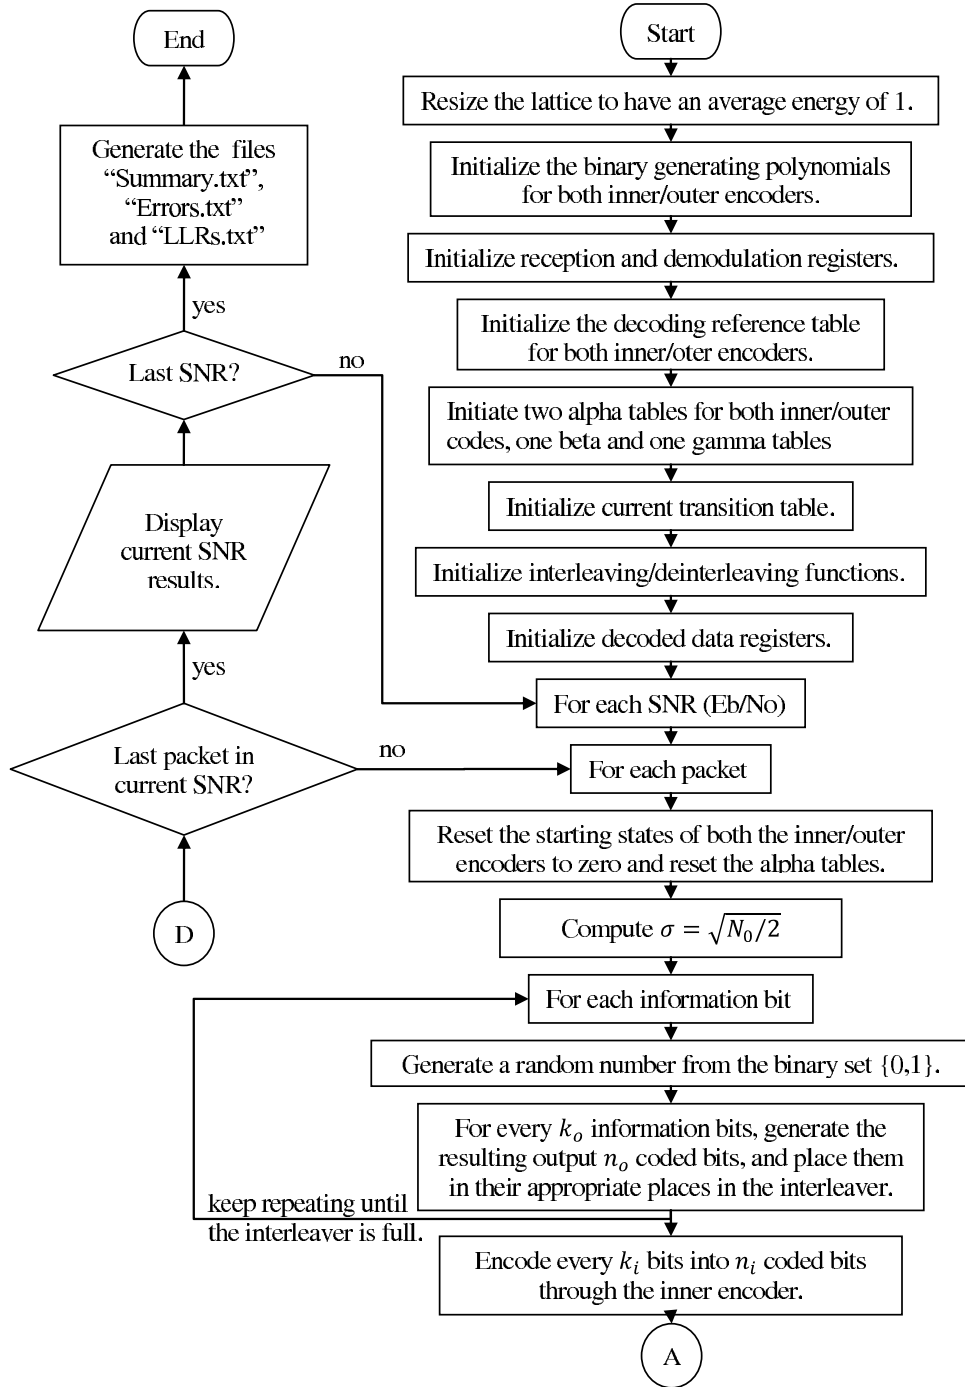 End
Generate the files
“Summary.txt”,
“Errors.txt”
and “LLRs.txt”
yes
Last SNR?
no
Display
current SNR
results.
yes
Last packet in
current SNR?
no
D
Start
Resize the lattice to have an average energy of 1.
Initialize the binary generating polynomials
for both inner/outer encoders.
Initialize reception and demodulation registers.
Initialize the decoding reference table
for both inner/oter encoders.
Initiate two alpha tables for both inner/outer
codes, one beta and one gamma tables
Initialize current transition table.
Initialize interleaving/deinterleaving functions.
Initialize decoded data registers.
For each SNR (Eb/No)
For each packet
Reset the starting states of both the inner/outer
encoders to zero and reset the alpha tables.
Compute σ = √N₀/2
For each information bit
Generate a random number from the binary set {0,1}.
For every kₒ information bits, generate the
resulting output nₒ coded bits, and place them
in their appropriate places in the interleaver.
keep repeating until
the interleaver is full.
Encode every kᵢ bits into nᵢ coded bits
through the inner encoder.
A